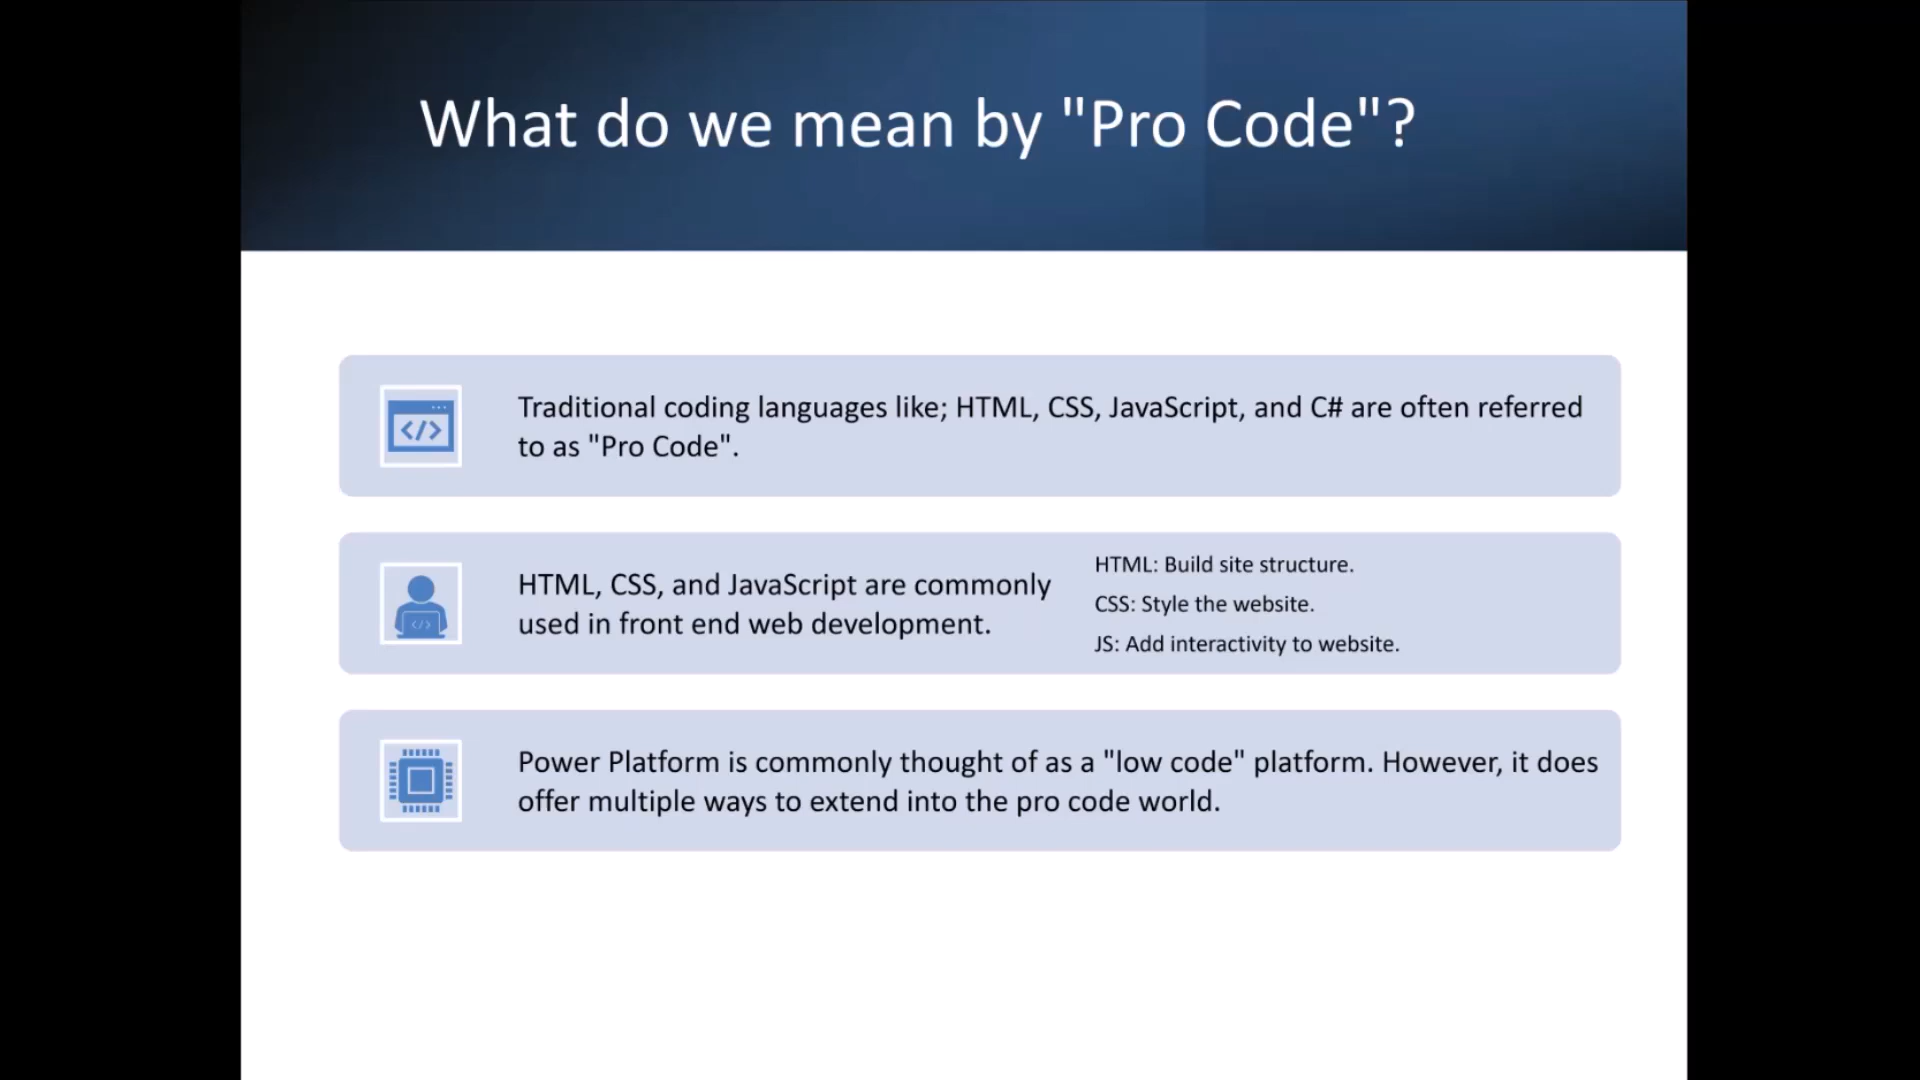 What do we mean by "Pro Code"?
</>
Traditional coding languages like; HTML, CSS, JavaScript, and C# are often referred
to as "Pro Code".
</>
HTML, CSS, and JavaScript are commonly
used in front end web development.
HTML: Build site structure.
CSS: Style the website.
JS: Add interactivity to website.
Power Platform is commonly thought of as a "low code" platform. However, it does
offer multiple ways to extend into the pro code world.